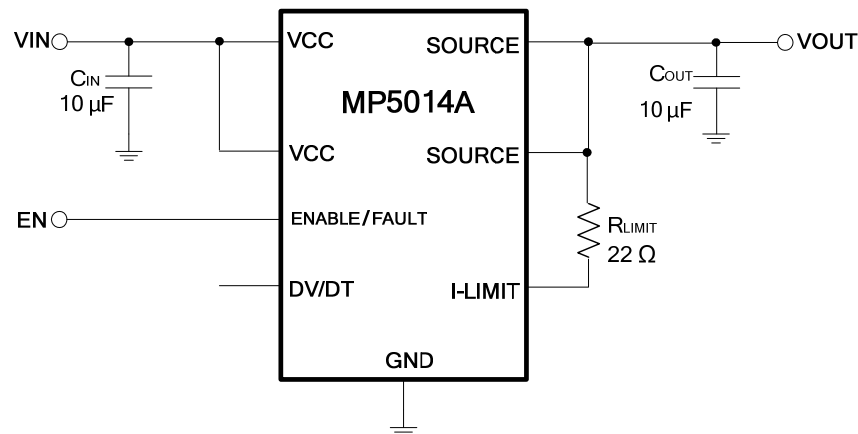 VIN
VCC
SOURCE
VOUT
CIN
10 µF
MP5014A
COUT
10 µF
VCC
SOURCE
EN
ENABLE/FAULT
RLIMIT
22 Ω
DV/DT
I-LIMIT
GND